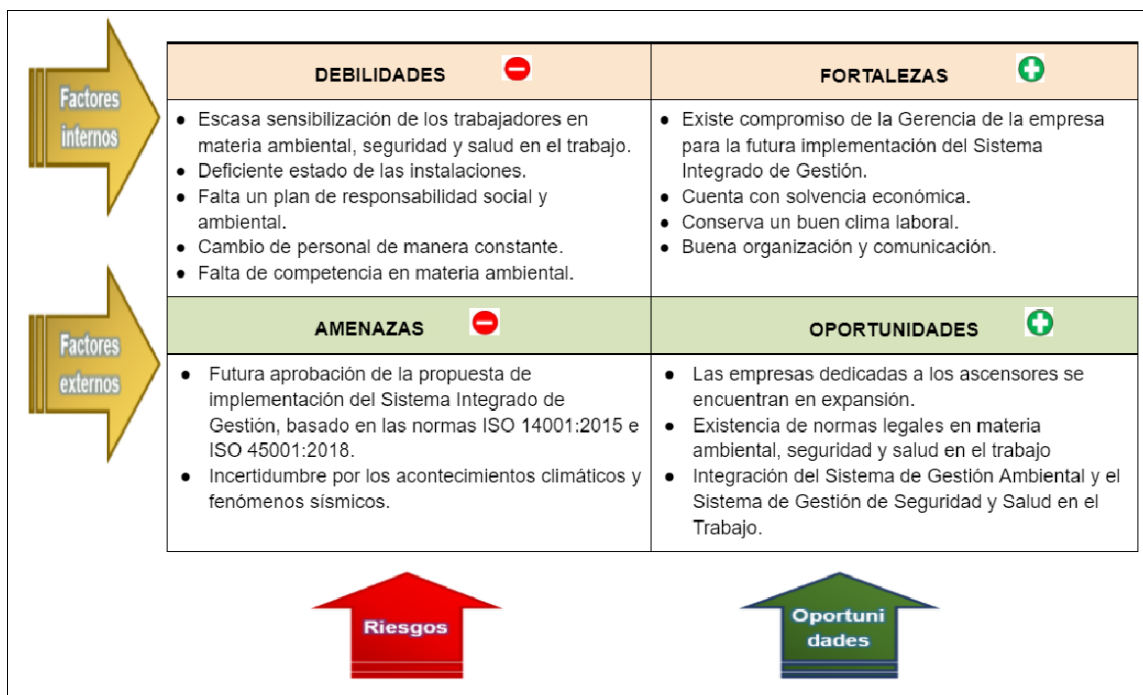 Factores
internos
DEBILIDADES
FORTALEZAS
● Escasa sensibilización de los trabajadores en
materia ambiental, seguridad y salud en el trabajo.
● Deficiente estado de las instalaciones.
● Falta un plan de responsabilidad social y
ambiental.
● Cambio de personal de manera constante.
● Falta de competencia en materia ambiental.
● Existe compromiso de la Gerencia de la empresa
para la futura implementación del Sistema
Integrado de Gestión.
● Cuenta con solvencia económica.
● Conserva un buen clima laboral.
● Buena organización y comunicación.
Factores
externos
AMENAZAS
OPORTUNIDADES
● Futura aprobación de la propuesta de
implementación del Sistema Integrado de
Gestión, basado en las normas ISO 14001:2015 e
ISO 45001:2018.
● Incertidumbre por los acontecimientos climáticos y
fenómenos sísmicos.
● Las empresas dedicadas a los ascensores se
encuentran en expansión.
● Existencia de normas legales en materia
ambiental, seguridad y salud en el trabajo
● Integración del Sistema de Gestión Ambiental y el
Sistema de Gestión de Seguridad y Salud en el
Trabajo.
Riesgos
Oportuni
dades